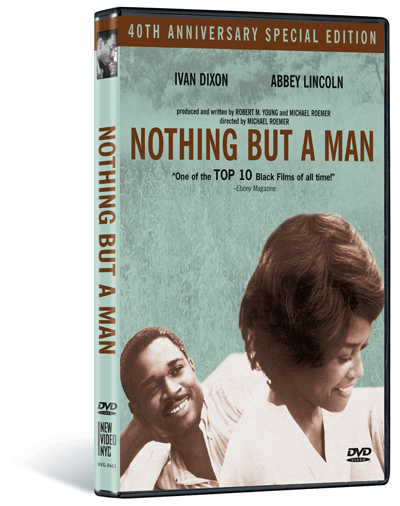 40TH ANNIVERSARY SPECIAL EDITION
IVAN DIXON ABBEY LINCOLN
produced and written by ROBERT M. YOUNG and MICHAEL ROEMER
directed by MICHAEL ROEMER
NOTHING BUT A MAN
"One of the TOP 10 Black Films of all time!"
–Ebony Magazine
DVD
VIDEO
NOTHING BUT A MAN
DVD
VIDEO
NEW
VIDEO
NYC